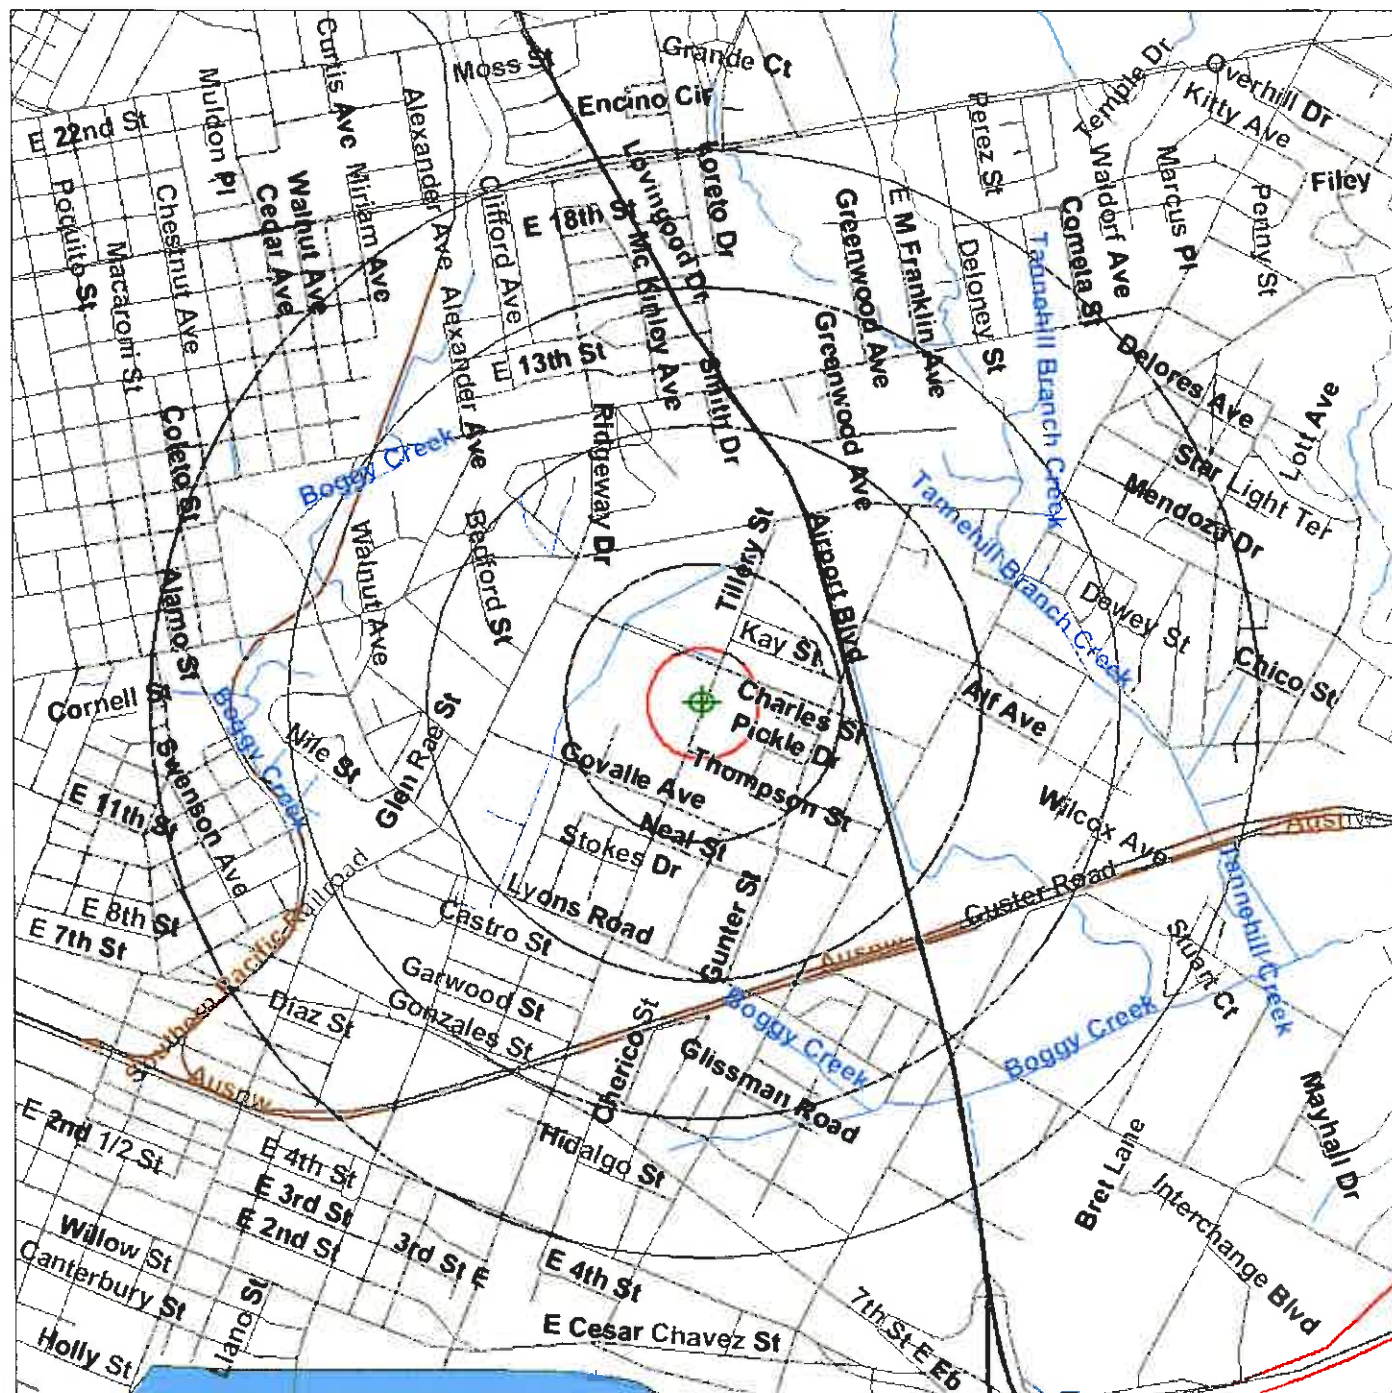 Moss St
Grande Ct
Curtis Ave
Muldon Pl
Alexander Ave
Encino Cir
Temple Dr
Overhill Dr
Kitty Ave
Perez St
E 22nd St
Poquito St
Macaroni St
Chestnut Ave
Cedar Ave
Walnut Ave
Miriam Ave
Clifford Ave
E 18th St
Lovingood Dr
Loreto Dr
Mc Kinley Ave
Greenwood Ave
E M Franklin Ave
Deloney St
Cometa St
Waldorf Ave
Marcus Pl
Penny St
Filey
Tannehill Branch Creek
Alexander Ave
E 13th St
Smith Dr
Greenwood Ave
Delores Ave
Lott Ave
Star Light Ter
Mendoza Dr
Coleto St
Boggy Creek
Ridgeway Dr
Tannehill Branch Creek
Walnut Ave
Bedford St
Tillery St
Airport Blvd
Dewey St
Chico St
Alamo St
Kay St
Cornell St
Boggy Creek
Charles St
Pickle Dr
Alf Ave
Nile St
Glen Rae St
Swenson Ave
Govalle Ave
Thompson St
E 11th St
Neal St
Stokes Dr
Wilcox Ave
Ausnw
Custer Road
Lyons Road
Castro St
Gunter St
Ausnw
Tannehill Creek
Stuart Ct
E 8th St
E 7th St
Southern Pacific Railroad
Garwood St
Gonzales St
Diaz St
Boggy Creek
Boggy Creek
Cherico St
Glissman Road
Ausnw
E 2nd 1/2 St
E 4th St
E 3rd St
E 2nd St
Hidalgo St
Bret Lane
Mayhall Dr
Interchange Blvd
Willow St
Canterbury St
3rd St E
E 4th St
Llano St
Holly St
E Cesar Chavez St
7th St E Eb